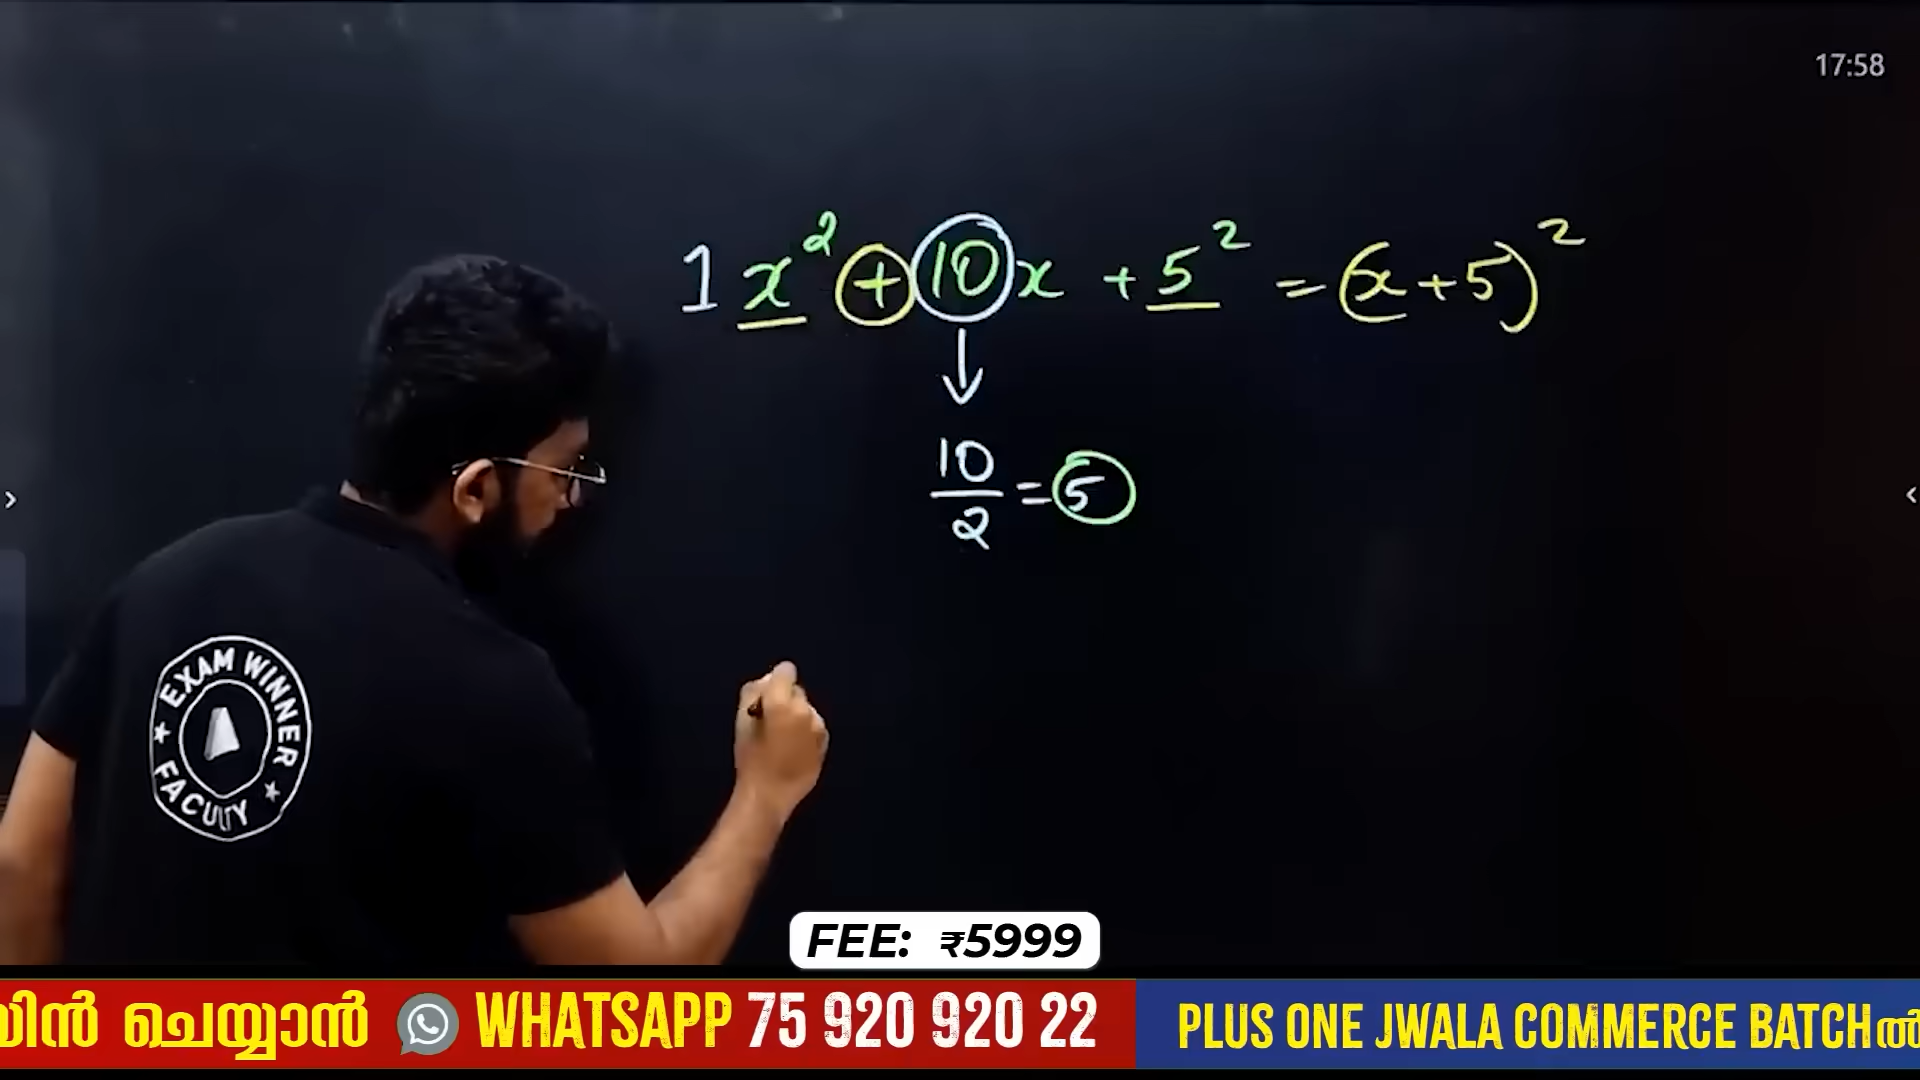 17:58
1x² + 10x + 5² = (x+5)²
10
2
= 5
EXAM WINNER
FACULTY
FEE: ₹5999
യിൻ ചെയ്യാൻ WHATSAPP 75 920 920 22 PLUS ONE JWALA COMMERCE BATCHൽ